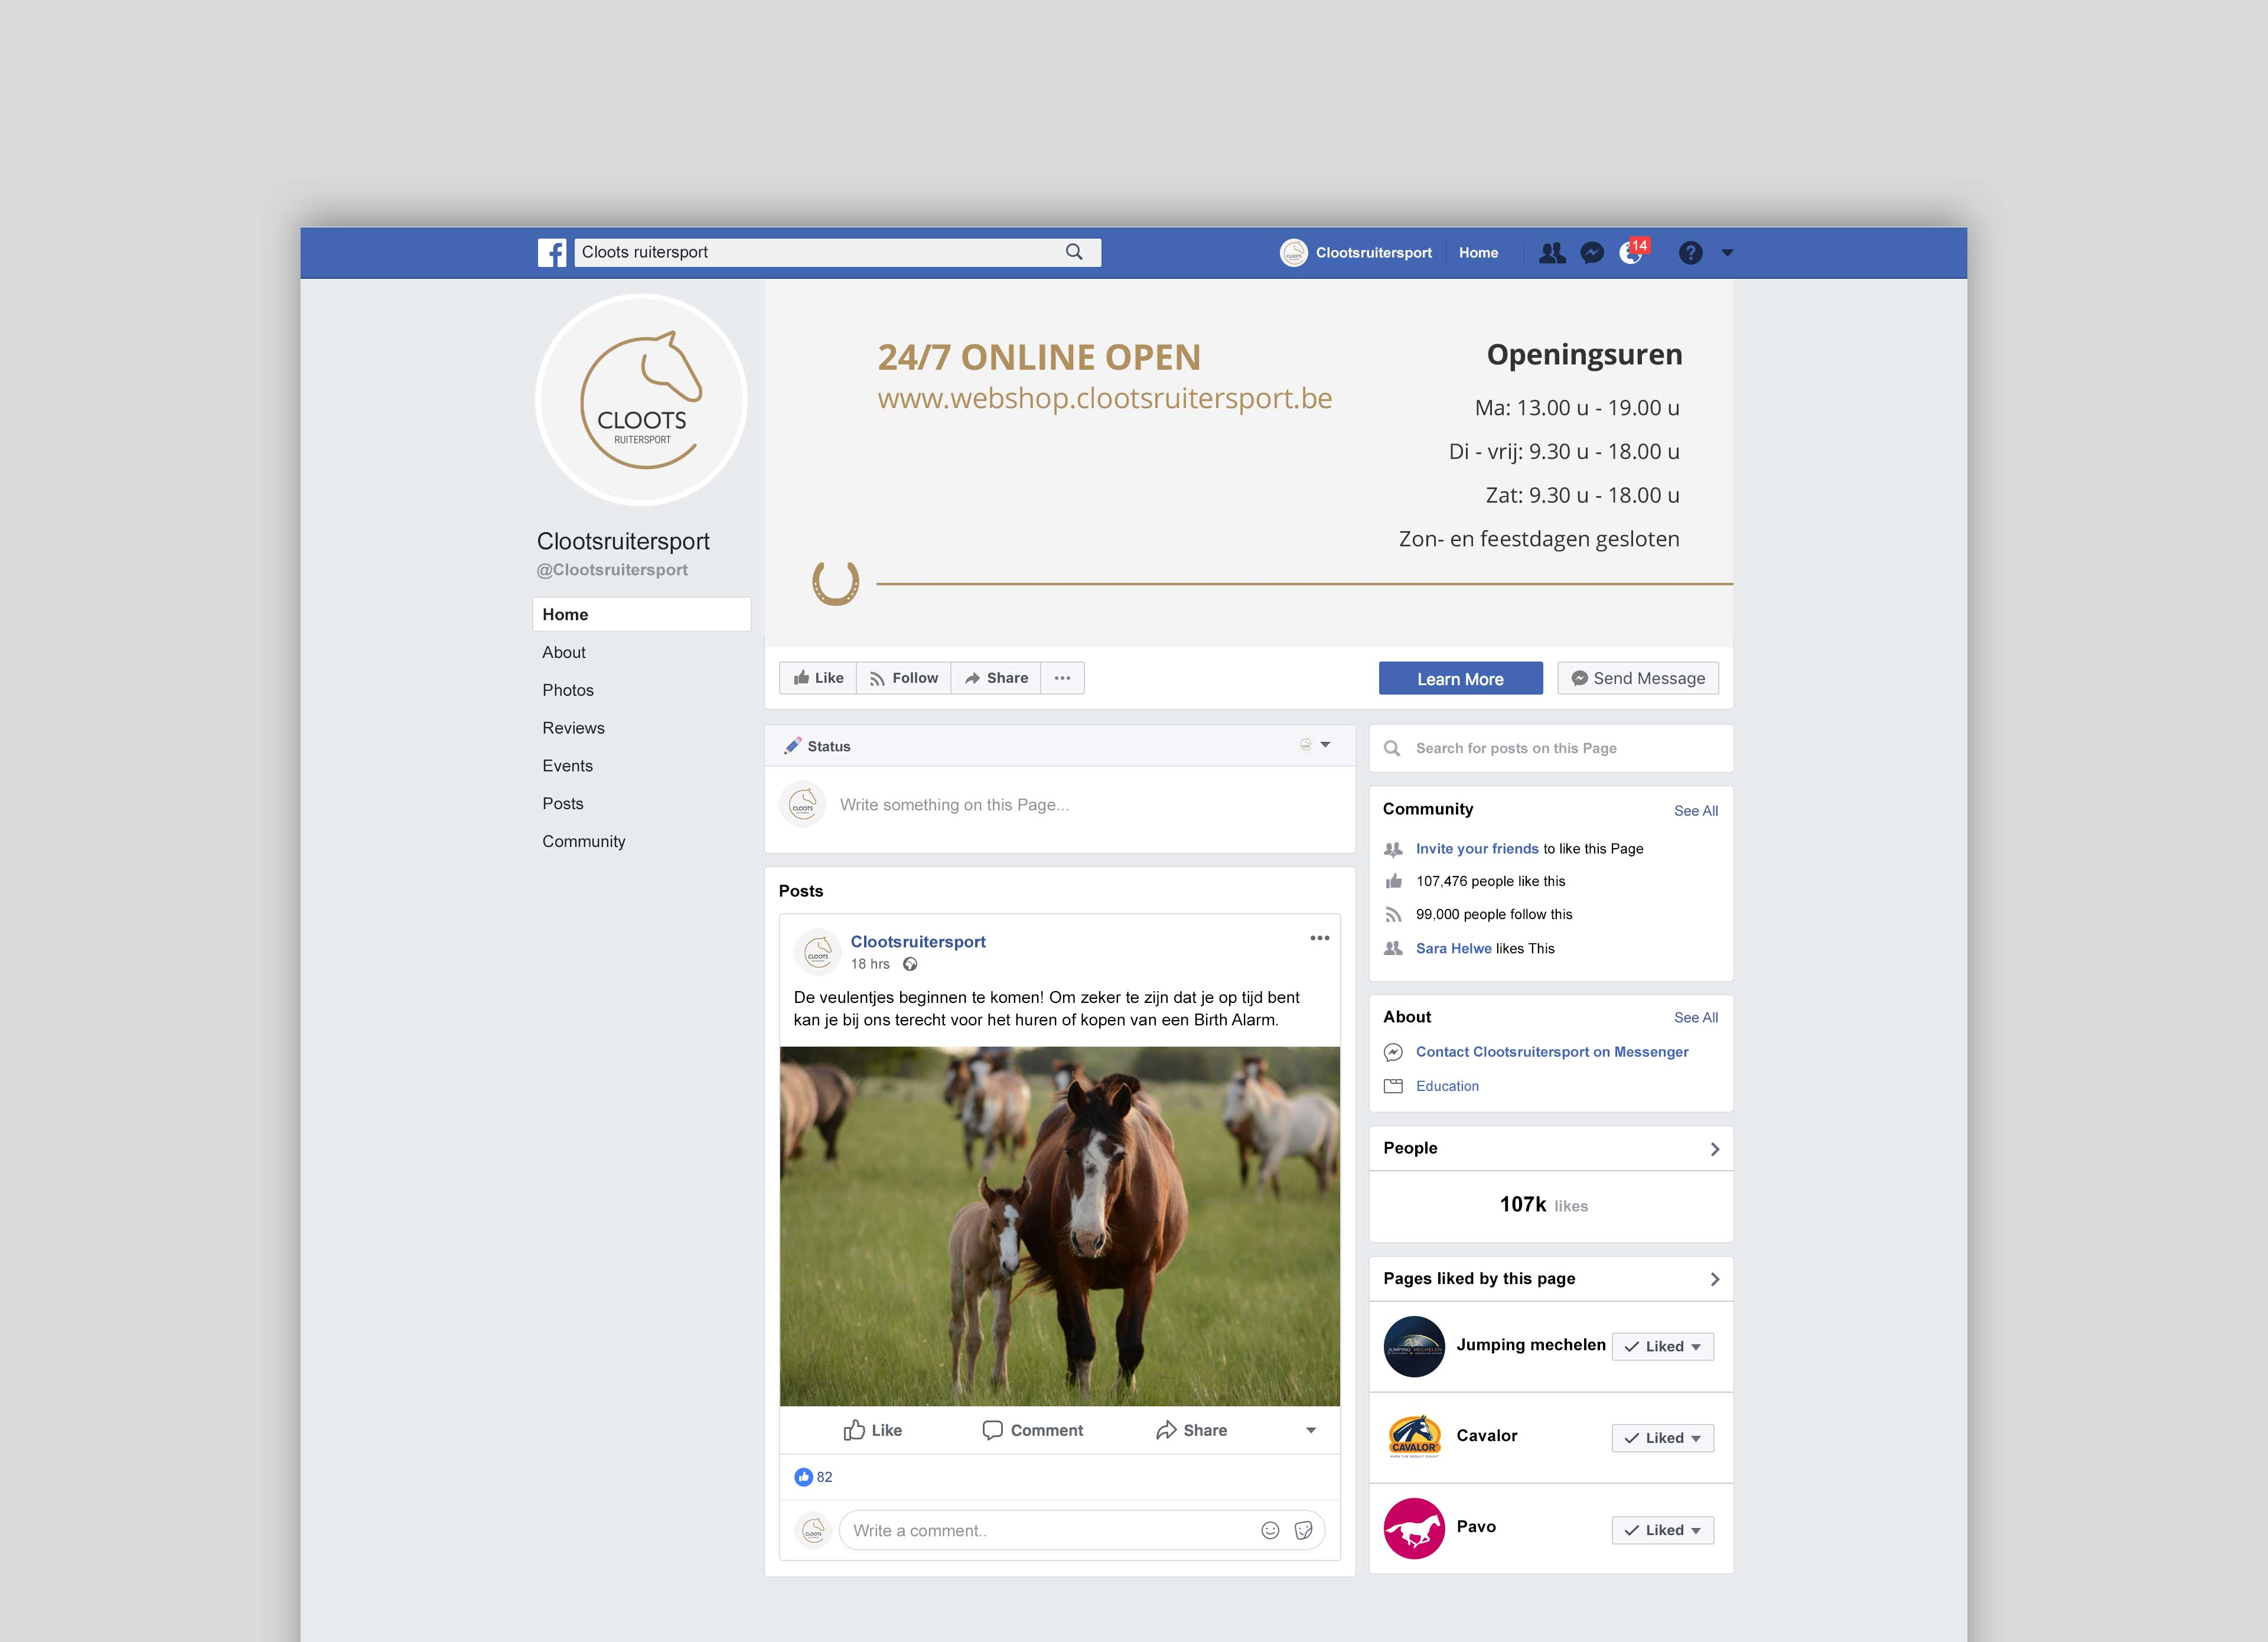 Cloots ruitersport
CLOOTS
Clootsruitersport
Home
14
?
CLOOTS
RUITERSPORT
Clootsruitersport
@Clootsruitersport
Home
About
Photos
Reviews
Events
Posts
Community
24/7 ONLINE OPEN
www.webshop.clootsruitersport.be
Openingsuren
Ma: 13.00 u - 19.00 u
Di - vrij: 9.30 u - 18.00 u
Zat: 9.30 u - 18.00 u
Zon- en feestdagen gesloten
Like
Follow
Share
Learn More
Send Message
Status
CLOOTS
Write something on this Page...
Posts
CLOOTS
Clootsruitersport
18 hrs
De veulentjes beginnen te komen! Om zeker te zijn dat je op tijd bent
kan je bij ons terecht voor het huren of kopen van een Birth Alarm.
Like
Comment
Share
82
CLOOTS
Write a comment..
Search for posts on this Page
Community
See All
Invite your friends to like this Page
107,476 people like this
99,000 people follow this
Sara Helwe likes This
About
See All
Contact Clootsruitersport on Messenger
Education
People
107k likes
Pages liked by this page
JUMPING MECHELEN
Jumping mechelen
Liked
CAVALOR
Cavalor
Liked
Pavo
Liked